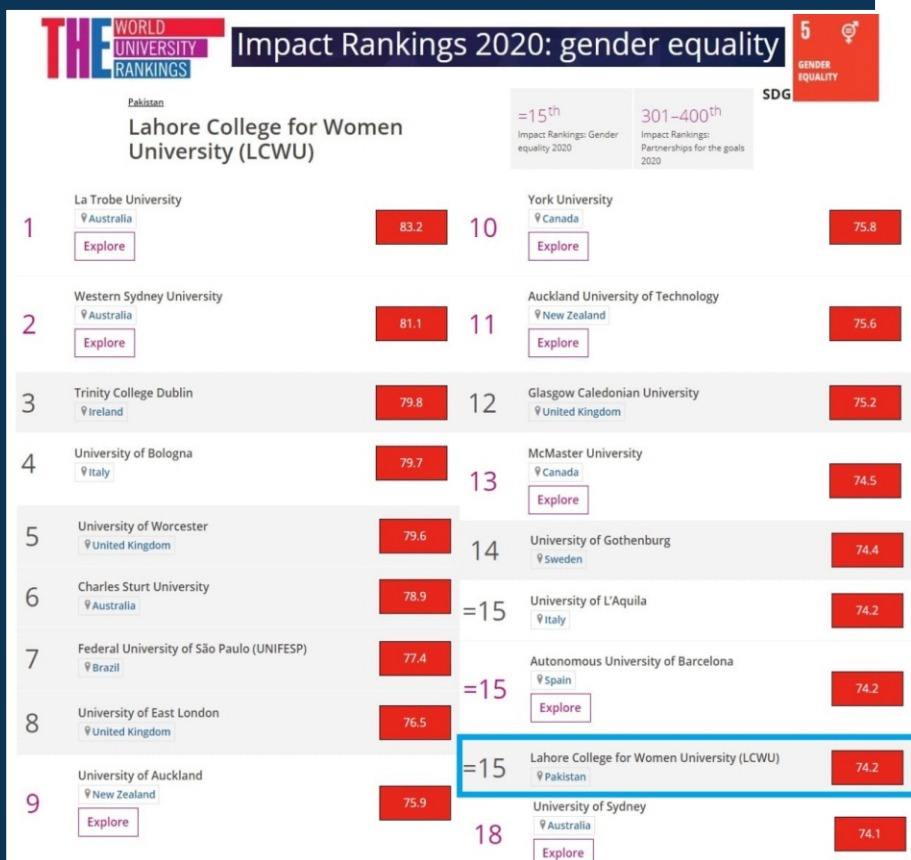 THE WORLD UNIVERSITY RANKINGS
Impact Rankings 2020: gender equality
5
GENDER EQUALITY
SDG
Pakistan
Lahore College for Women
University (LCWU)
=15th
Impact Rankings: Gender
equality 2020
301–400th
Impact Rankings:
Partnerships for the goals
2020
1
La Trobe University
Australia
Explore
83.2
2
Western Sydney University
Australia
Explore
81.1
3
Trinity College Dublin
Ireland
79.8
4
University of Bologna
Italy
79.7
5
University of Worcester
United Kingdom
79.6
6
Charles Sturt University
Australia
78.9
7
Federal University of São Paulo (UNIFESP)
Brazil
77.4
8
University of East London
United Kingdom
76.5
9
University of Auckland
New Zealand
Explore
75.9
10
York University
Canada
Explore
75.8
11
Auckland University of Technology
New Zealand
Explore
75.6
12
Glasgow Caledonian University
United Kingdom
75.2
13
McMaster University
Canada
Explore
74.5
14
University of Gothenburg
Sweden
74.4
=15
University of L'Aquila
Italy
74.2
=15
Autonomous University of Barcelona
Spain
Explore
74.2
=15
Lahore College for Women University (LCWU)
Pakistan
74.2
18
University of Sydney
Australia
Explore
74.1